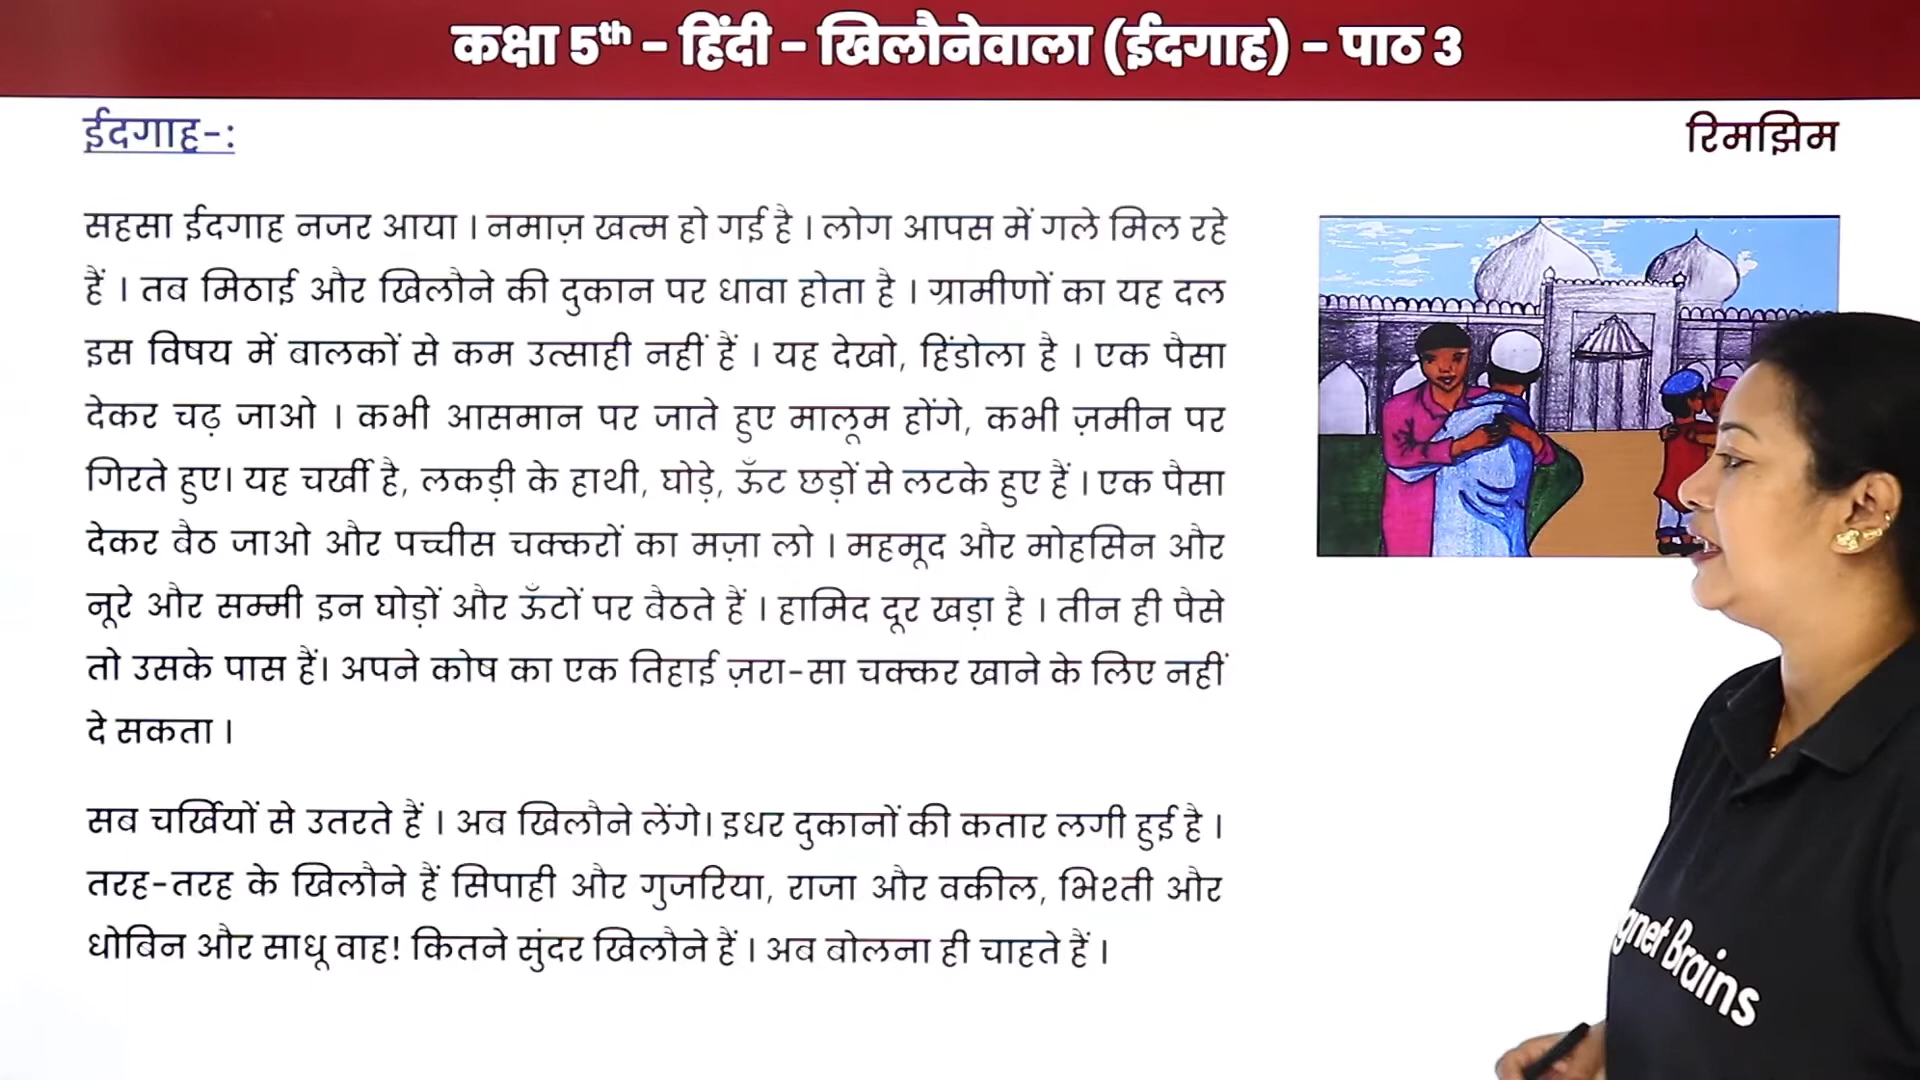 कक्षा 5th - हिंदी - खिलौनेवाला (ईदगाह) - पाठ 3
ईदगाह-:
रिमझिम
सहसा ईदगाह नजर आया । नमाज़ खत्म हो गई है । लोग आपस में गले मिल रहे
हैं । तब मिठाई और खिलौने की दुकान पर धावा होता है । ग्रामीणों का यह दल
इस विषय में बालकों से कम उत्साही नहीं हैं । यह देखो, हिंडोला है । एक पैसा
देकर चढ़ जाओ । कभी आसमान पर जाते हुए मालूम होंगे, कभी ज़मीन पर
गिरते हुए। यह चर्खी है, लकड़ी के हाथी, घोड़े, ऊँट छड़ों से लटके हुए हैं । एक पैसा
देकर बैठ जाओ और पच्चीस चक्करों का मज़ा लो । महमूद और मोहसिन और
नूरे और सम्मी इन घोड़ों और ऊँटों पर बैठते हैं । हामिद दूर खड़ा है । तीन ही पैसे
तो उसके पास हैं। अपने कोष का एक तिहाई ज़रा-सा चक्कर खाने के लिए नहीं
दे सकता ।
सब चर्खियों से उतरते हैं । अब खिलौने लेंगे। इधर दुकानों की कतार लगी हुई है ।
तरह-तरह के खिलौने हैं सिपाही और गुजरिया, राजा और वकील, भिश्ती और
धोबिन और साधू वाह! कितने सुंदर खिलौने हैं । अब बोलना ही चाहते हैं ।
gnet Brains